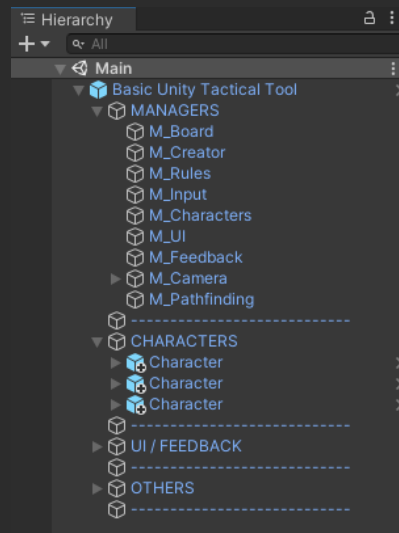 Hierarchy
All
Main
Basic Unity Tactical Tool
MANAGERS
M_Board
M_Creator
M_Rules
M_Input
M_Characters
M_UI
M_Feedback
M_Camera
M_Pathfinding
----------------------------
CHARACTERS
Character
Character
Character
----------------------------
UI / FEEDBACK
----------------------------
OTHERS
----------------------------